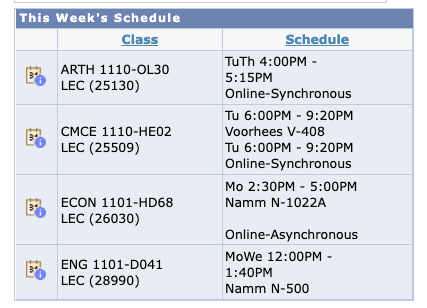 This Week's Schedule
Class
Schedule
ARTH 1110-OL30
LEC (25130)
TuTh 4:00PM -
5:15PM
Online-Synchronous
CMCE 1110-HE02
LEC (25509)
Tu 6:00PM - 9:20PM
Voorhees V-408
Tu 6:00PM - 9:20PM
Online-Synchronous
ECON 1101-HD68
LEC (26030)
Mo 2:30PM - 5:00PM
Namm N-1022A
Online-Asynchronous
ENG 1101-D041
LEC (28990)
MoWe 12:00PM -
1:40PM
Namm N-500